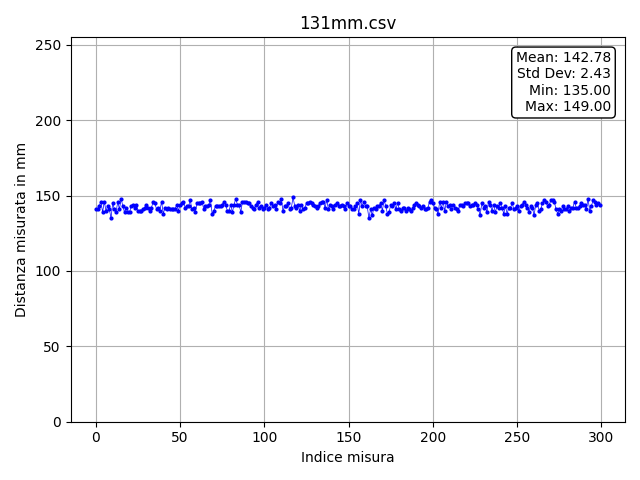 131mm.csv
Mean: 142.78
Std Dev: 2.43
Min: 135.00
Max: 149.00
Distanza misurata in mm
250
200
150
100
50
0
0 50 100 150 200 250 300
Indice misura